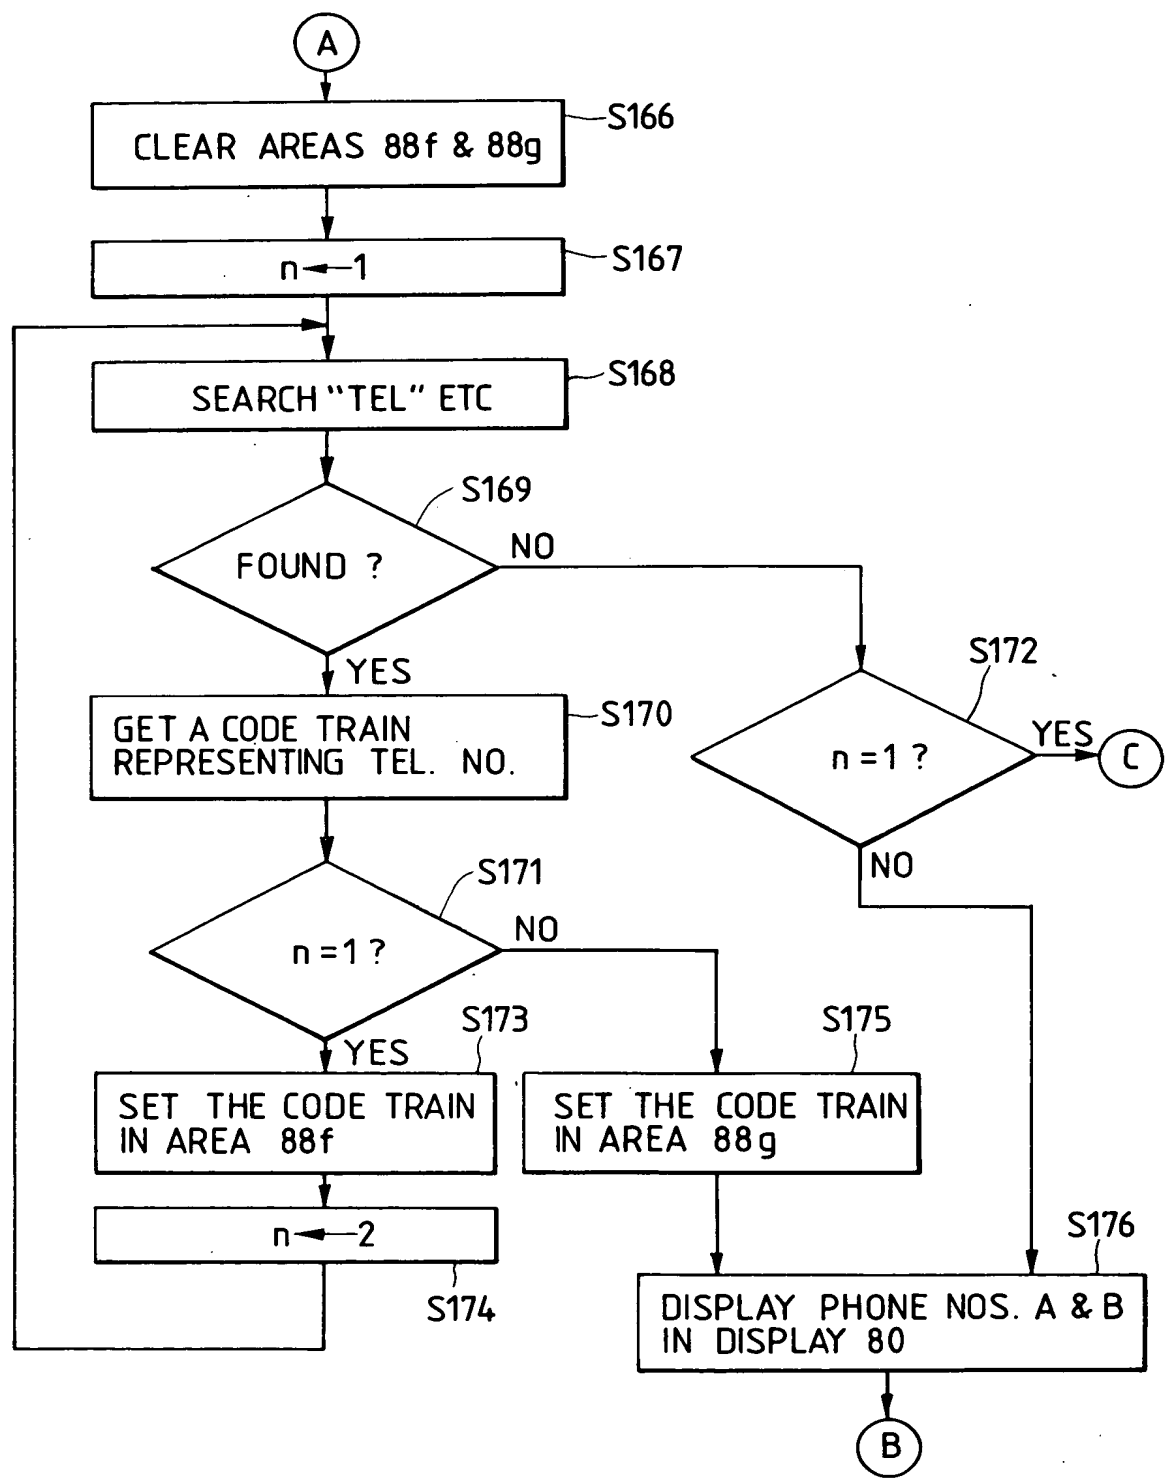 A
CLEAR AREAS 88f & 88g
S166
n←1
S167
SEARCH "TEL" ETC
S168
FOUND ?
S169
NO
YES
GET A CODE TRAIN
REPRESENTING TEL. NO.
S170
S172
n=1 ?
YES
C
NO
n=1 ?
S171
NO
YES
S173
SET THE CODE TRAIN
IN AREA 88f
S175
SET THE CODE TRAIN
IN AREA 88g
n←2
S174
S176
DISPLAY PHONE NOS. A & B
IN DISPLAY 80
B